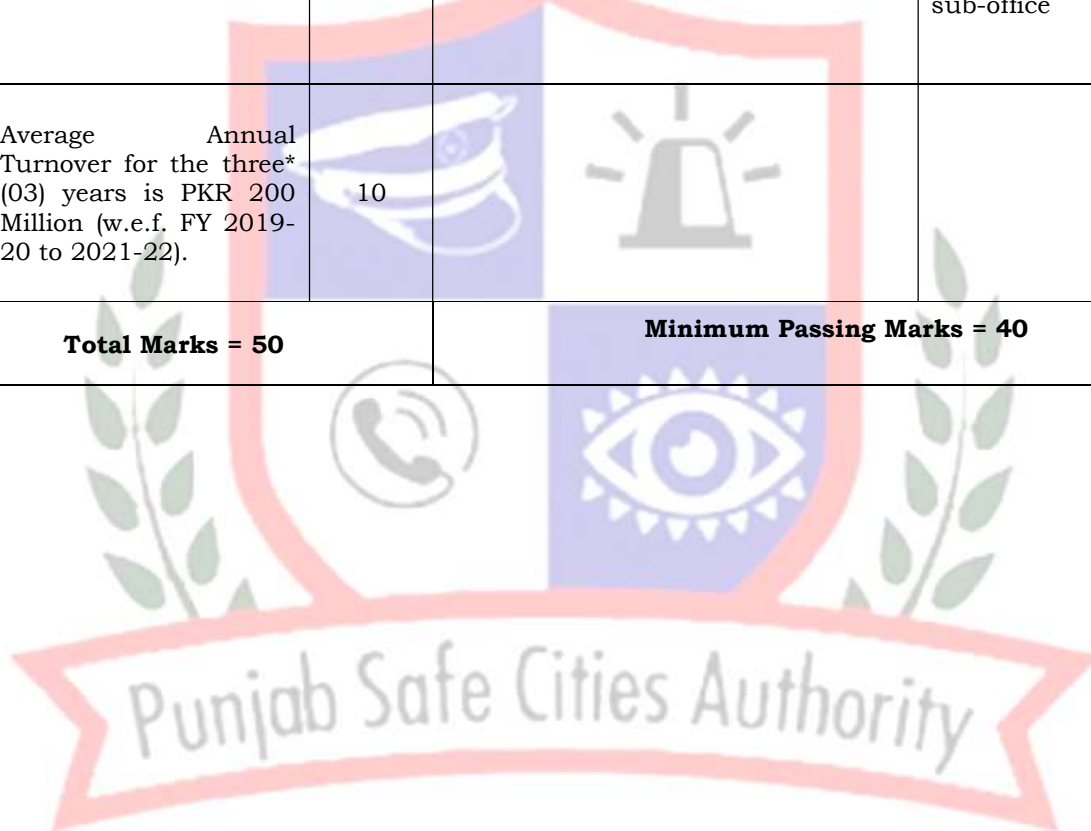 sub-office
Average Annual
Turnover for the three*
(03) years is PKR 200
Million (w.e.f. FY 2019-
20 to 2021-22).
10
Total Marks = 50
Minimum Passing Marks = 40
Punjab Safe Cities Authority